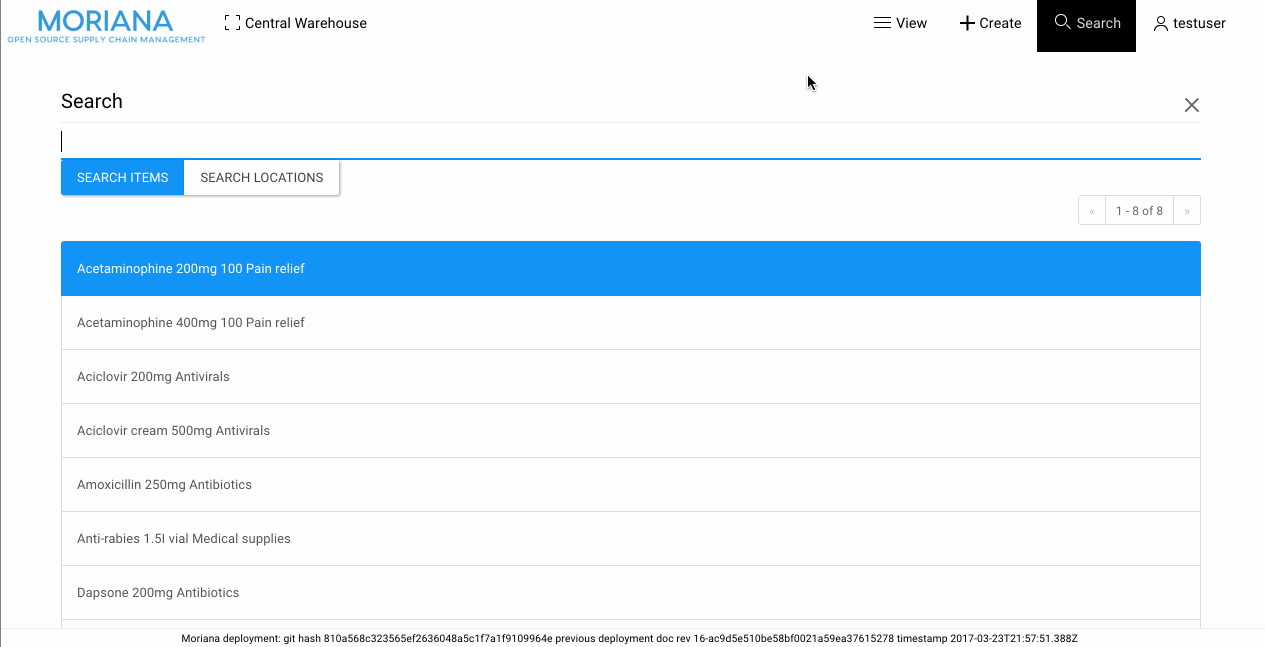 MORIANA
OPEN SOURCE SUPPLY CHAIN MANAGEMENT
Central Warehouse
View
Create
Search
testuser
Search
SEARCH ITEMS
SEARCH LOCATIONS
« 1 - 8 of 8 »
Acetaminophine 200mg 100 Pain relief
Acetaminophine 400mg 100 Pain relief
Aciclovir 200mg Antivirals
Aciclovir cream 500mg Antivirals
Amoxicillin 250mg Antibiotics
Anti-rabies 1.5l vial Medical supplies
Dapsone 200mg Antibiotics
Moriana deployment: git hash 810a568c323565ef2636048a5c1f7a1f9109964e previous deployment doc rev 16-ac9d5e510be58bf0021a59ea37615278 timestamp 2017-03-23T21:57:51.388Z